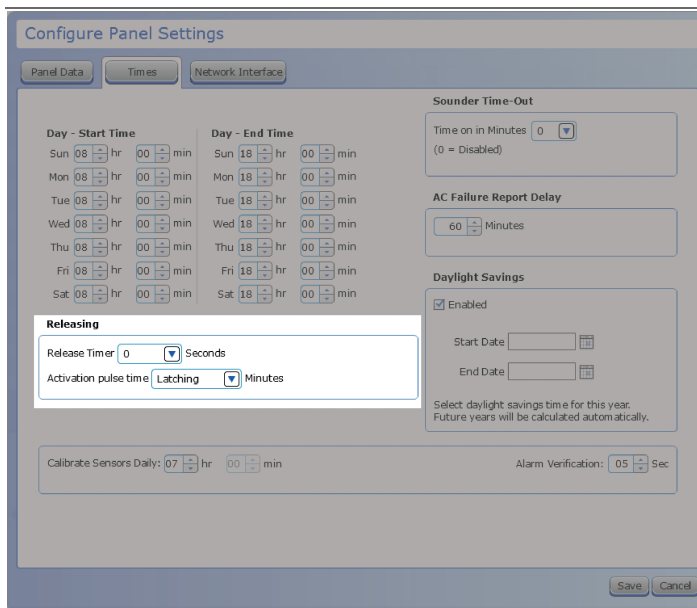 Configure Panel Settings
Panel Data Times Network Interface
Day - Start Time Day - End Time
Sun 08 hr 00 min Sun 18 hr 00 min
Mon 08 hr 00 min Mon 18 hr 00 min
Tue 08 hr 00 min Tue 18 hr 00 min
Wed 08 hr 00 min Wed 18 hr 00 min
Thu 08 hr 00 min Thu 18 hr 00 min
Fri 08 hr 00 min Fri 18 hr 00 min
Sat 08 hr 00 min Sat 18 hr 00 min
Sounder Time-Out
Time on in Minutes 0
(0 = Disabled)
AC Failure Report Delay
60 Minutes
Daylight Savings
Enabled
Start Date
End Date
Select daylight savings time for this year.
Future years will be calculated automatically.
Releasing
Release Timer 0 Seconds
Activation pulse time Latching Minutes
Calibrate Sensors Daily: 07 hr 00 min Alarm Verification: 05 Sec
Save Cancel